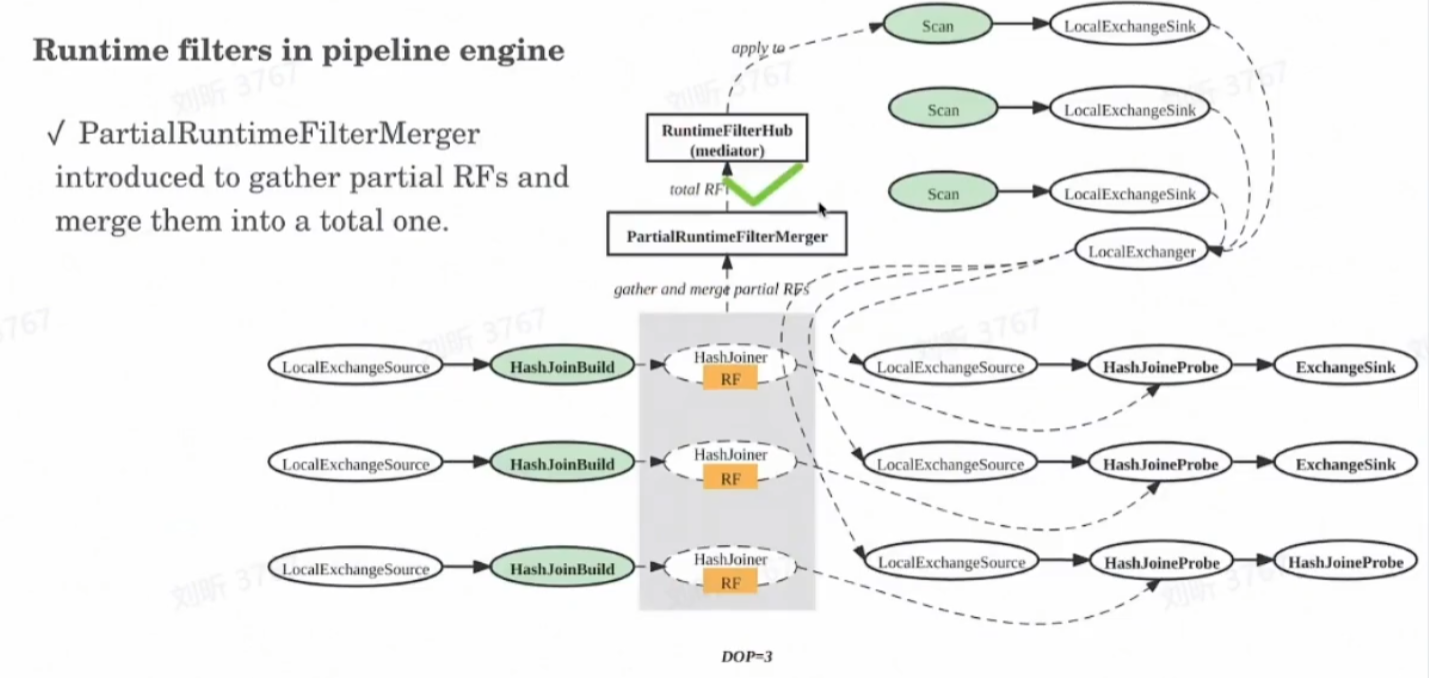 Runtime filters in pipeline engine
✓ PartialRuntimeFilterMerger
introduced to gather partial RFs and
merge them into a total one.
apply to
Scan
LocalExchangeSink
RuntimeFilterHub
(mediator)
Scan
LocalExchangeSink
total RF
Scan
LocalExchangeSink
PartialRuntimeFilterMerger
LocalExchanger
gather and merge partial RFs
LocalExchangeSource
HashJoinBuild
HashJoiner
RF
LocalExchangeSource
HashJoineProbe
ExchangeSink
LocalExchangeSource
HashJoinBuild
HashJoiner
RF
LocalExchangeSource
HashJoineProbe
ExchangeSink
LocalExchangeSource
HashJoinBuild
HashJoiner
RF
LocalExchangeSource
HashJoineProbe
HashJoineProbe
DOP=3
刘昕 3767